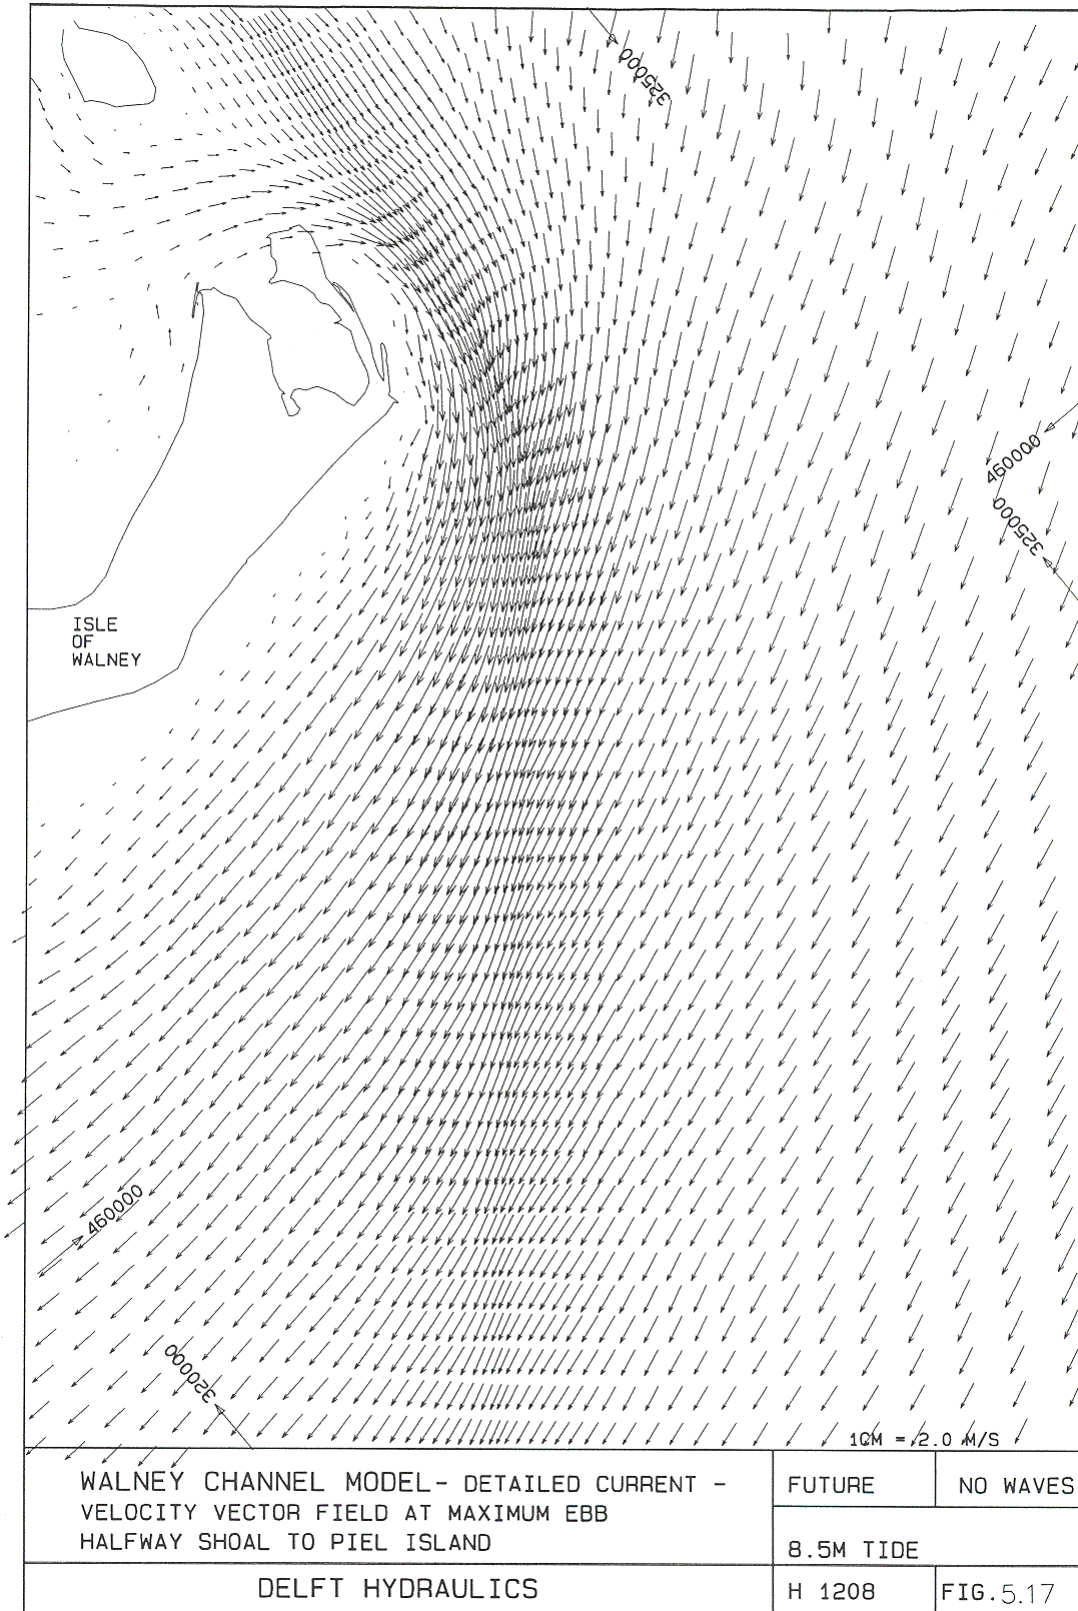 325000
460000
325000
ISLE
OF
WALNEY
460000
320000
1CM = 2.0 M/S
WALNEY CHANNEL MODEL- DETAILED CURRENT -
VELOCITY VECTOR FIELD AT MAXIMUM EBB
HALFWAY SHOAL TO PIEL ISLAND
FUTURE
NO WAVES
8.5M TIDE
DELFT HYDRAULICS
H 1208
FIG. 5.17